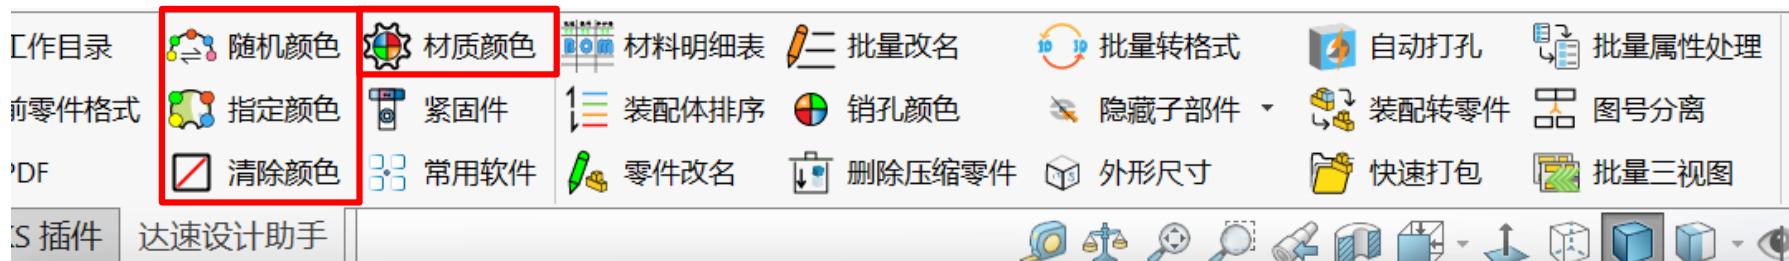 工作目录 随机颜色 材质颜色 材料明细表 批量改名 批量转格式 自动打孔 批量属性处理
前零件格式 指定颜色 紧固件 装配体排序 销孔颜色 隐藏子部件 装配转零件 图号分离
PDF 清除颜色 常用软件 零件改名 删除压缩零件 外形尺寸 快速打包 批量三视图
S 插件 达速设计助手